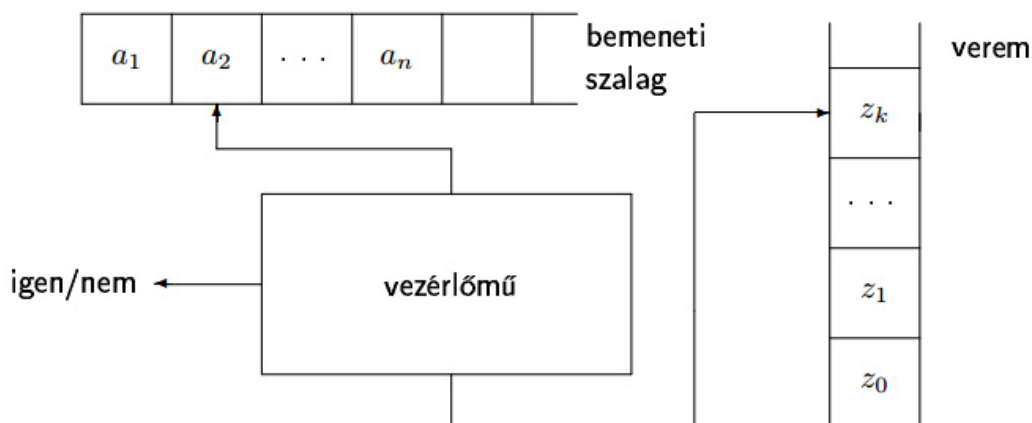 a₁ a₂ · · · aₙ
bemeneti
szalag
verem
zₖ
· · ·
igen/nem
vezérlőmű
z₁
z₀